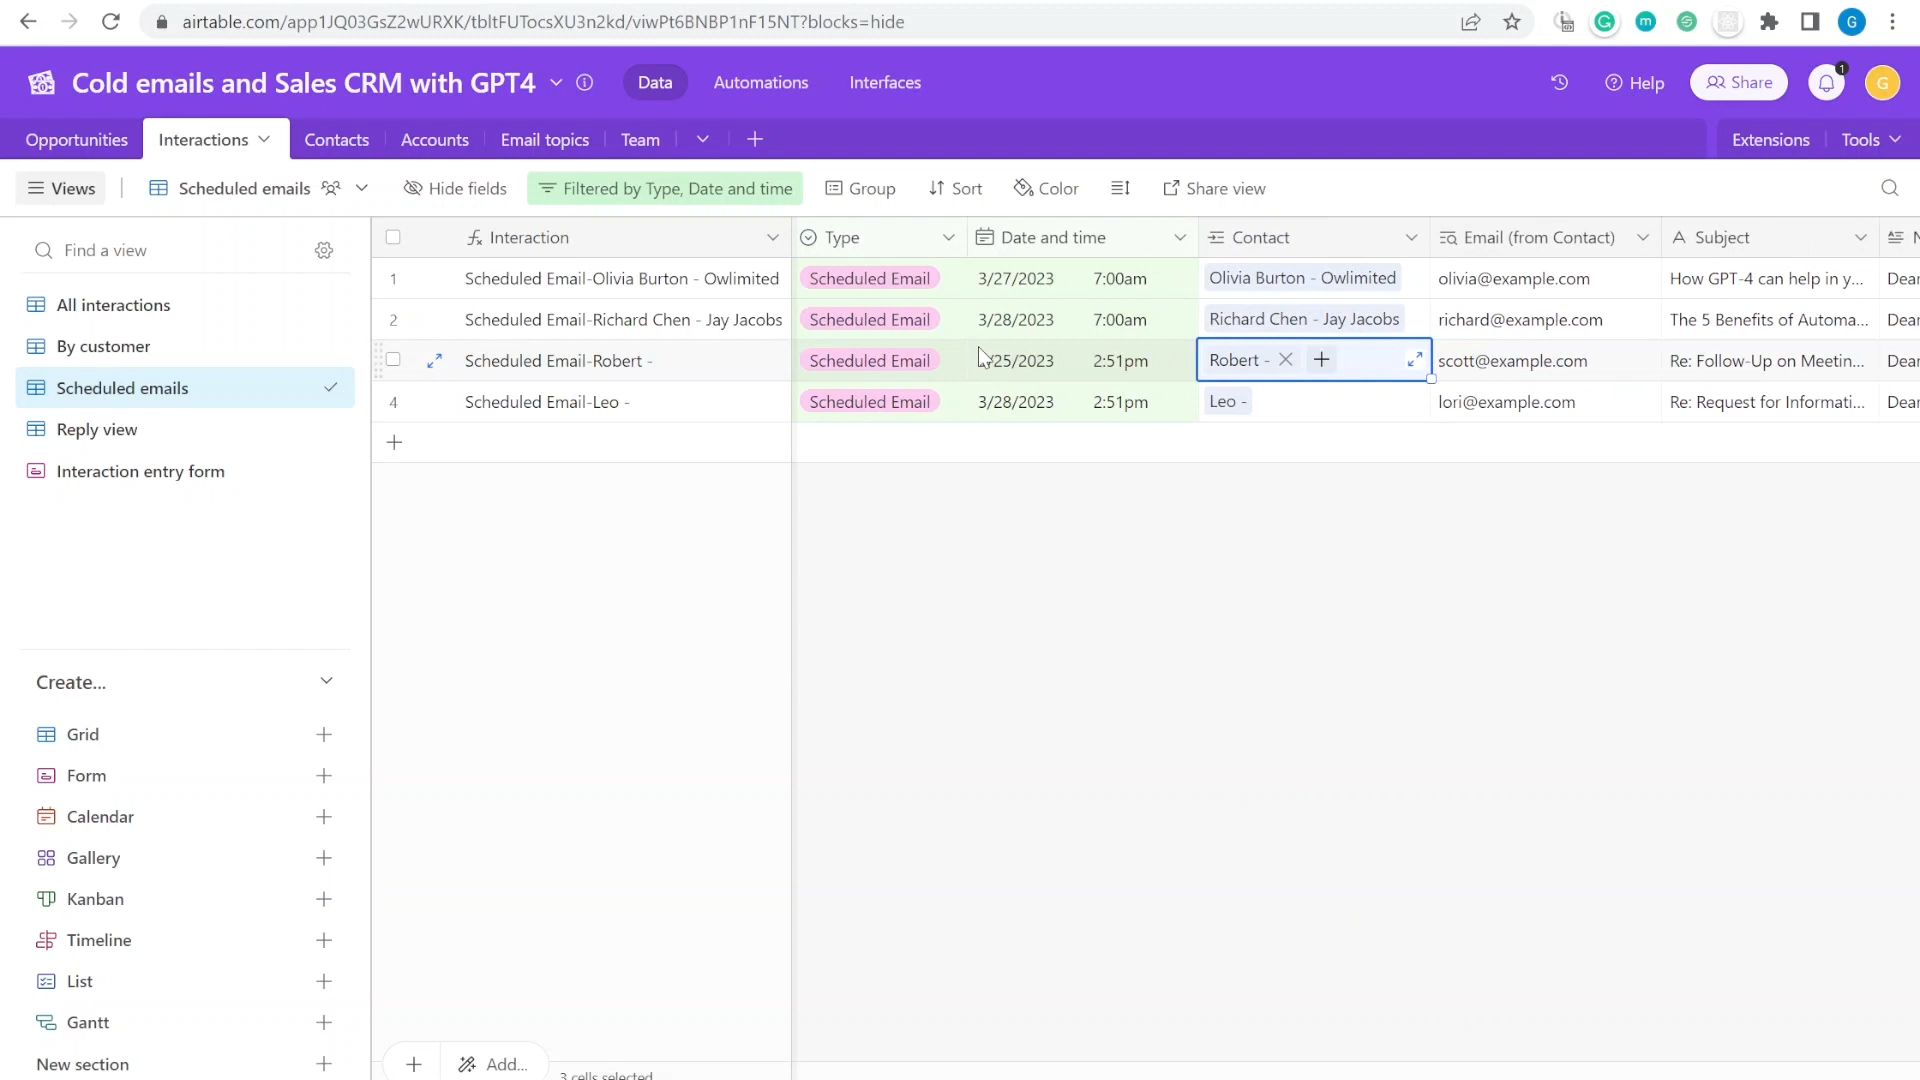 airtable.com/app1JQ03GsZ2wURXK/tbltFUTocsXU3n2kd/viwPt6BNBP1nF15NT?blocks=hide
G
m
G
Cold emails and Sales CRM with GPT4
Data
Automations
Interfaces
Help
Share
1
G
Opportunities
Interactions
Contacts
Accounts
Email topics
Team
Extensions
Tools
Views
Scheduled emails
Hide fields
Filtered by Type, Date and time
Group
Sort
Color
Share view
Find a view
All interactions
By customer
Scheduled emails
Reply view
Interaction entry form
Create...
Grid
Form
Calendar
Gallery
Kanban
Timeline
List
Gantt
New section
Interaction Type Date and time Contact Email (from Contact) Subject N
1 Scheduled Email-Olivia Burton - Owlimited Scheduled Email 3/27/2023 7:00am Olivia Burton - Owlimited olivia@example.com How GPT-4 can help in y... Dear
2 Scheduled Email-Richard Chen - Jay Jacobs Scheduled Email 3/28/2023 7:00am Richard Chen - Jay Jacobs richard@example.com The 5 Benefits of Automa... Dear
Scheduled Email-Robert - Scheduled Email /25/2023 2:51pm Robert - scott@example.com Re: Follow-Up on Meetin... Dear
4 Scheduled Email-Leo - Scheduled Email 3/28/2023 2:51pm Leo - lori@example.com Re: Request for Informati... Dear
Add...
3 cells selected